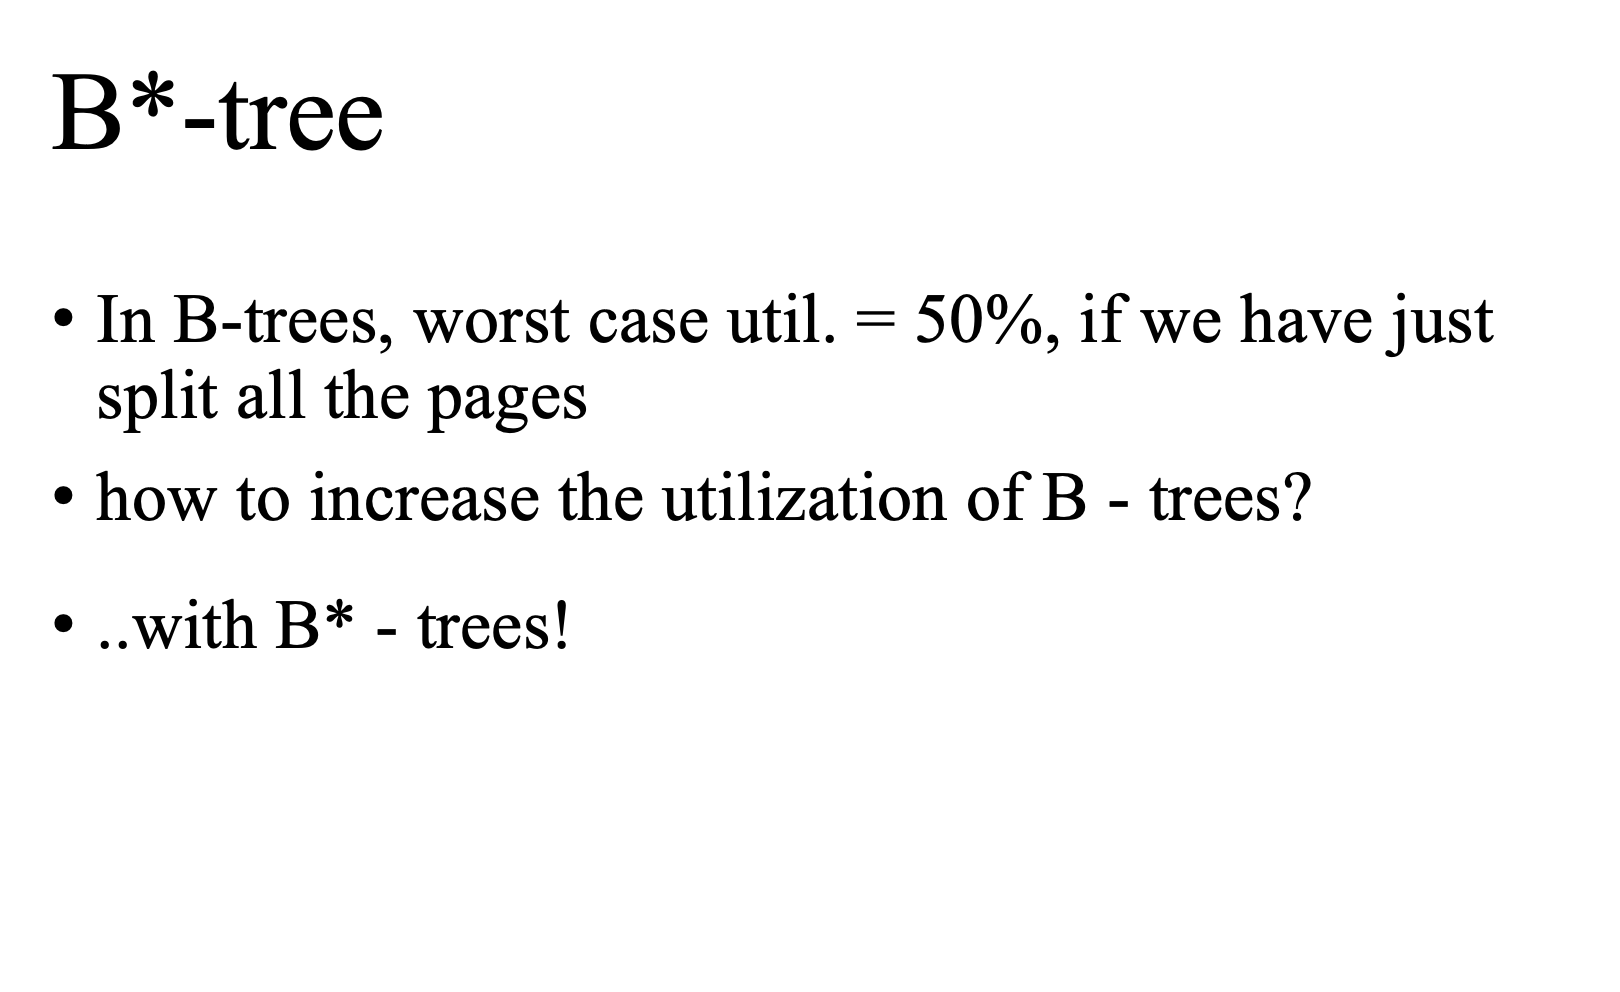 B*-tree
• In B-trees, worst case util. = 50%, if we have just
split all the pages
• how to increase the utilization of B - trees?
• ..with B* - trees!